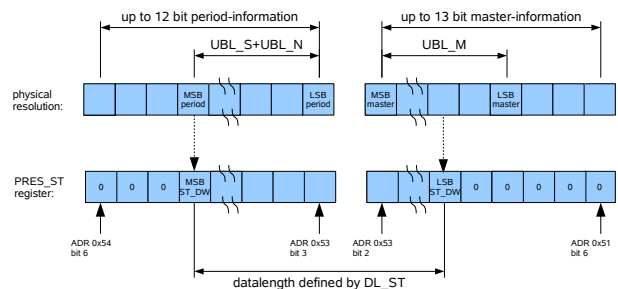 up to 12 bit period-information
up to 13 bit master-information
UBL_S+UBL_N
UBL_M
physical
resolution:
MSB
period
LSB
period
MSB
master
LSB
master
PRES_ST
register:
0
0
0
MSB
ST_DW
LSB
ST_DW
0
0
0
0
ADR 0x54
bit 6
ADR 0x53
bit 3
ADR 0x53
bit 2
ADR 0x51
bit 6
datalength defined by DL_ST